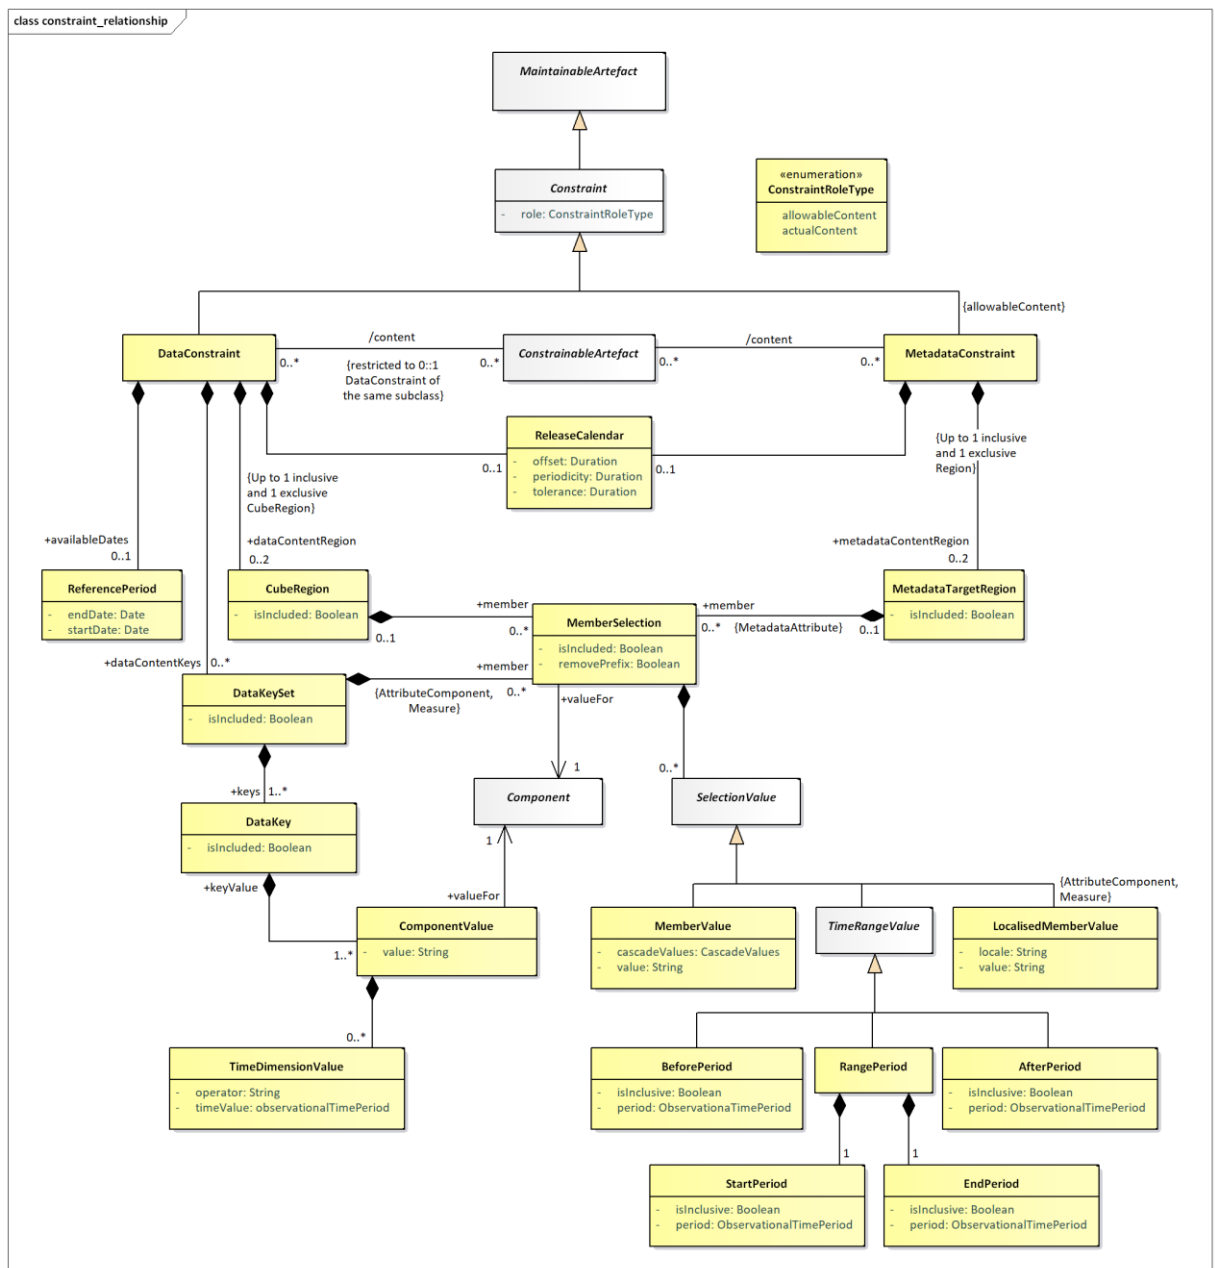 class constraint_relationship
MaintainableArtefact
Constraint
- role: ConstraintRoleType
«enumeration»
ConstraintRoleType
allowableContent
actualContent
{allowableContent}
DataConstraint
/content
0..*
0..*
{restricted to 0::1
DataConstraint of
the same subclass}
ConstrainableArtefact
/content
0..*
0..*
MetadataConstraint
ReleaseCalendar
- offset: Duration
- periodicity: Duration
- tolerance: Duration
0..1
0..1
{Up to 1 inclusive
and 1 exclusive
CubeRegion}
{Up to 1 inclusive
and 1 exclusive
Region}
+availableDates
0..1
+dataContentRegion
0..2
+metadataContentRegion
0..2
ReferencePeriod
- endDate: Date
- startDate: Date
CubeRegion
- isIncluded: Boolean
MetadataTargetRegion
- isIncluded: Boolean
+member
0..1
0..*
+member
0..*
{MetadataAttribute}
0..1
MemberSelection
- isIncluded: Boolean
- removePrefix: Boolean
+dataContentKeys
0..*
+member
{AttributeComponent,
Measure}
0..*
DataKeySet
- isIncluded: Boolean
+valueFor
1
0..*
+keys
1..*
Component
SelectionValue
DataKey
- isIncluded: Boolean
1
+keyValue
+valueFor
1..*
{AttributeComponent,
Measure}
ComponentValue
- value: String
MemberValue
- cascadeValues: CascadeValues
- value: String
TimeRangeValue
LocalisedMemberValue
- locale: String
- value: String
0..*
TimeDimensionValue
- operator: String
- timeValue: observationalTimePeriod
BeforePeriod
- isInclusive: Boolean
- period: ObservationaTimePeriod
RangePeriod
AfterPeriod
- isInclusive: Boolean
- period: ObservationalTimePeriod
1
1
StartPeriod
- isInclusive: Boolean
- period: ObservationalTimePeriod
EndPeriod
- isInclusive: Boolean
- period: ObservationalTimePeriod